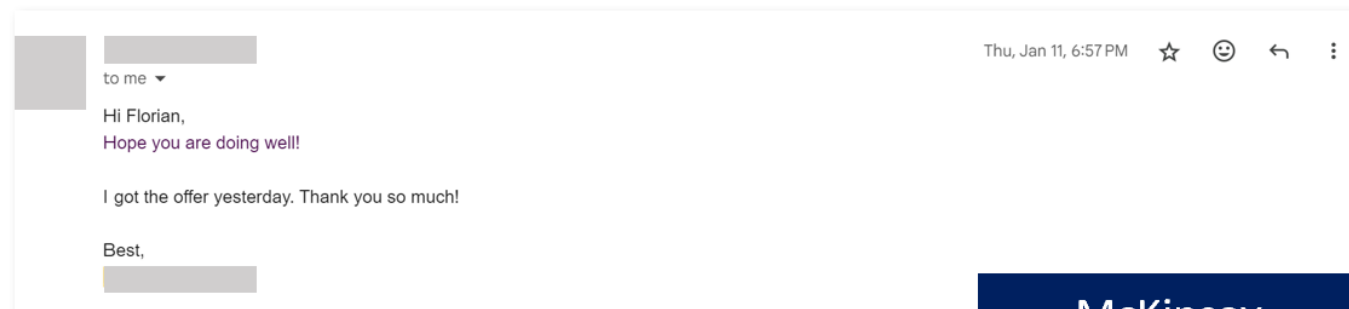 Thu, Jan 11, 6:57 PM
to me
Hi Florian,
Hope you are doing well!
I got the offer yesterday. Thank you so much!
Best,
McKinsey